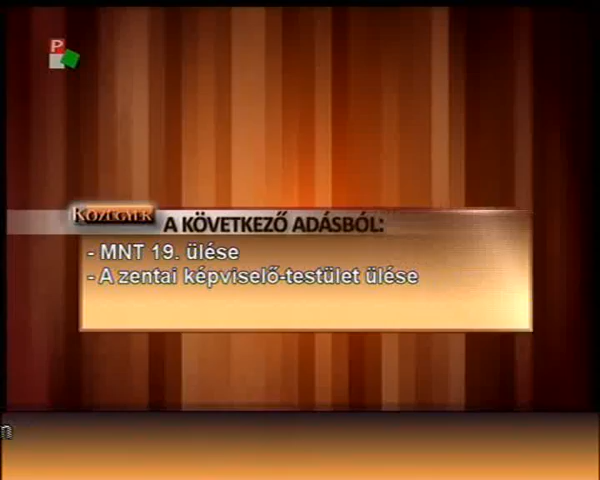 P
KÖZÜGYEK
A KÖVETKEZŐ ADÁSBÓL:
- MNT 19. ülése
- A zentai képviselő-testület ülése